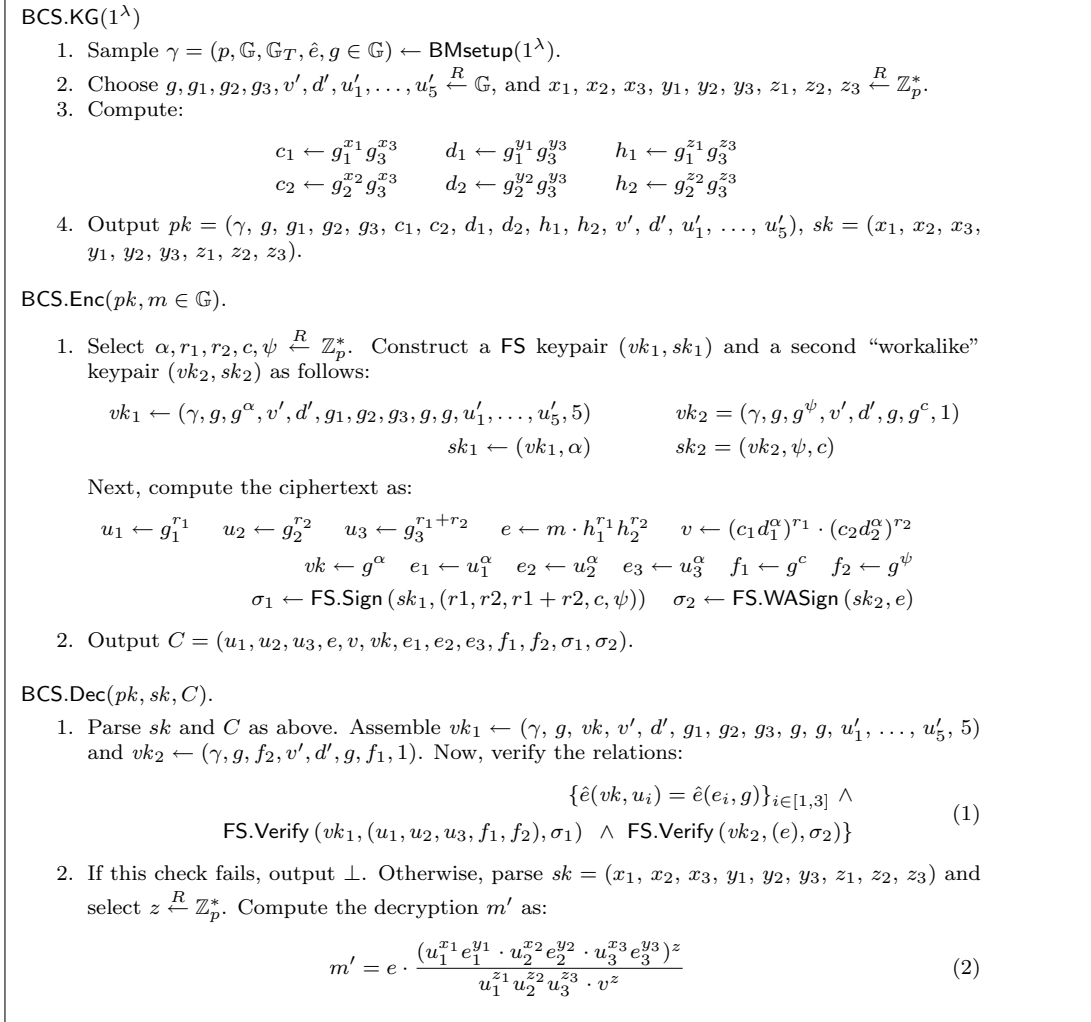 BCS.KG(1^λ)
1. Sample γ = (p, 𝔾, 𝔾_T, ê, g ∈ 𝔾) ← BMsetup(1^λ).
2. Choose g, g_1, g_2, g_3, v′, d′, u′_1, . . . , u′_5 ←^R 𝔾, and x_1, x_2, x_3, y_1, y_2, y_3, z_1, z_2, z_3 ←^R ℤ*_p.
3. Compute:
c_1 ← g_1^{x_1} g_3^{x_3} d_1 ← g_1^{y_1} g_3^{y_3} h_1 ← g_1^{z_1} g_3^{z_3}
c_2 ← g_2^{x_2} g_3^{x_3} d_2 ← g_2^{y_2} g_3^{y_3} h_2 ← g_2^{z_2} g_3^{z_3}
4. Output pk = (γ, g, g_1, g_2, g_3, c_1, c_2, d_1, d_2, h_1, h_2, v′, d′, u′_1, . . . , u′_5), sk = (x_1, x_2, x_3,
y_1, y_2, y_3, z_1, z_2, z_3).
BCS.Enc(pk, m ∈ 𝔾).
1. Select α, r_1, r_2, c, ψ ←^R ℤ*_p. Construct a FS keypair (vk_1, sk_1) and a second “workalike”
keypair (vk_2, sk_2) as follows:
vk_1 ← (γ, g, g^α, v′, d′, g_1, g_2, g_3, g, g, u′_1, . . . , u′_5, 5) vk_2 = (γ, g, g^ψ, v′, d′, g, g^c, 1)
sk_1 ← (vk_1, α) sk_2 = (vk_2, ψ, c)
Next, compute the ciphertext as:
u_1 ← g_1^{r_1} u_2 ← g_2^{r_2} u_3 ← g_3^{r_1+r_2} e ← m · h_1^{r_1} h_2^{r_2} v ← (c_1 d_1^α)^{r_1} · (c_2 d_2^α)^{r_2}
vk ← g^α e_1 ← u_1^α e_2 ← u_2^α e_3 ← u_3^α f_1 ← g^c f_2 ← g^ψ
σ_1 ← FS.Sign (sk_1, (r1, r2, r1 + r2, c, ψ)) σ_2 ← FS.WASign (sk_2, e)
2. Output C = (u_1, u_2, u_3, e, v, vk, e_1, e_2, e_3, f_1, f_2, σ_1, σ_2).
BCS.Dec(pk, sk, C).
1. Parse sk and C as above. Assemble vk_1 ← (γ, g, vk, v′, d′, g_1, g_2, g_3, g, g, u′_1, . . . , u′_5, 5)
and vk_2 ← (γ, g, f_2, v′, d′, g, f_1, 1). Now, verify the relations:
{ê(vk, u_i) = ê(e_i, g)}_{i∈[1,3]} ∧
FS.Verify (vk_1, (u_1, u_2, u_3, f_1, f_2), σ_1) ∧ FS.Verify (vk_2, (e), σ_2)} (1)
2. If this check fails, output ⊥. Otherwise, parse sk = (x_1, x_2, x_3, y_1, y_2, y_3, z_1, z_2, z_3) and
select z ←^R ℤ*_p. Compute the decryption m′ as:
m′ = e · (u_1^{x_1} e_1^{y_1} · u_2^{x_2} e_2^{y_2} · u_3^{x_3} e_3^{y_3})^z / u_1^{z_1} u_2^{z_2} u_3^{z_3} · v^z (2)